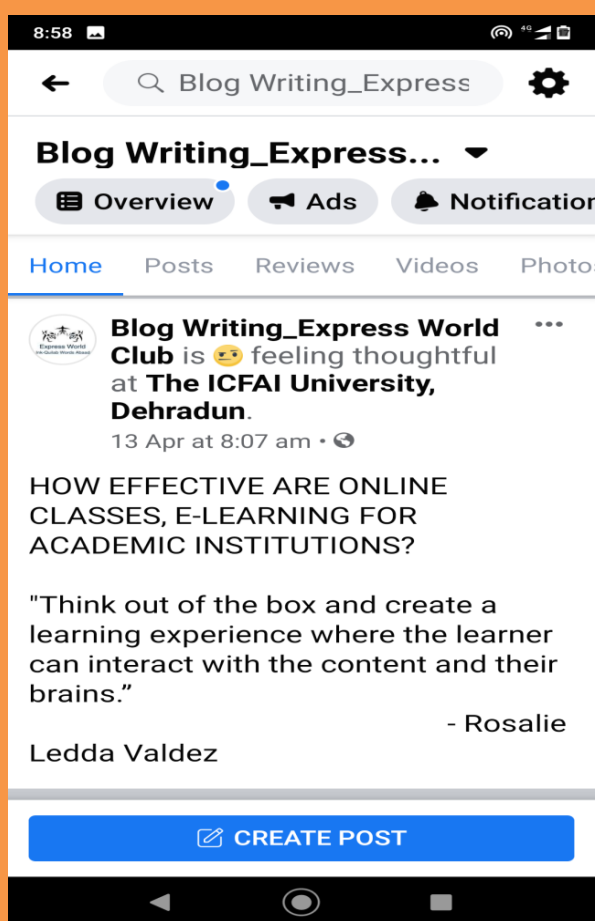 8:58
4G
Blog Writing_Express
Blog Writing_Express...
Overview
Ads
Notification
Home Posts Reviews Videos Photos
Express World
Blog Writing_Express World
Club is feeling thoughtful
at The ICFAI University,
Dehradun.
13 Apr at 8:07 am •
HOW EFFECTIVE ARE ONLINE
CLASSES, E-LEARNING FOR
ACADEMIC INSTITUTIONS?
"Think out of the box and create a
learning experience where the learner
can interact with the content and their
brains.”
- Rosalie
Ledda Valdez
CREATE POST